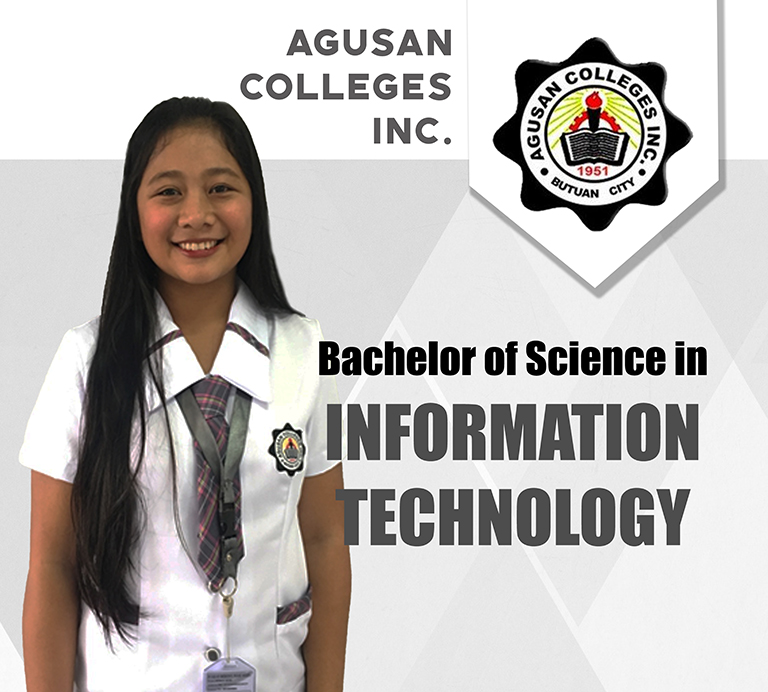 AGUSAN
COLLEGES
INC.
AGUSAN COLLEGES INC.
1951
BUTUAN CITY
Bachelor of Science in
INFORMATION
TECHNOLOGY